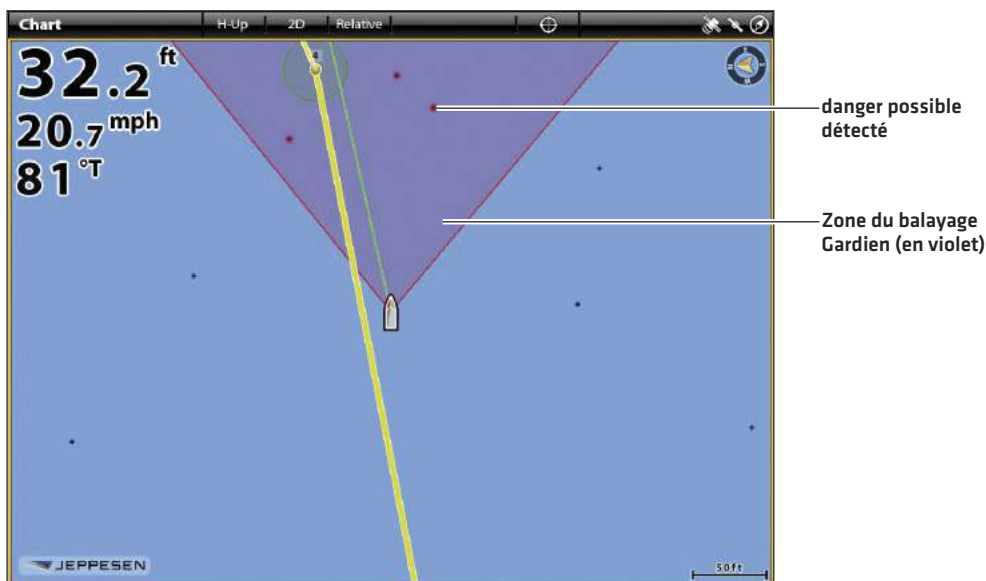 Chart
H-Up
2D
Relative
32.2 ft
20.7 mph
81 °T
danger possible
détecté
Zone du balayage
Gardien (en violet)
JEPPESEN
50ft